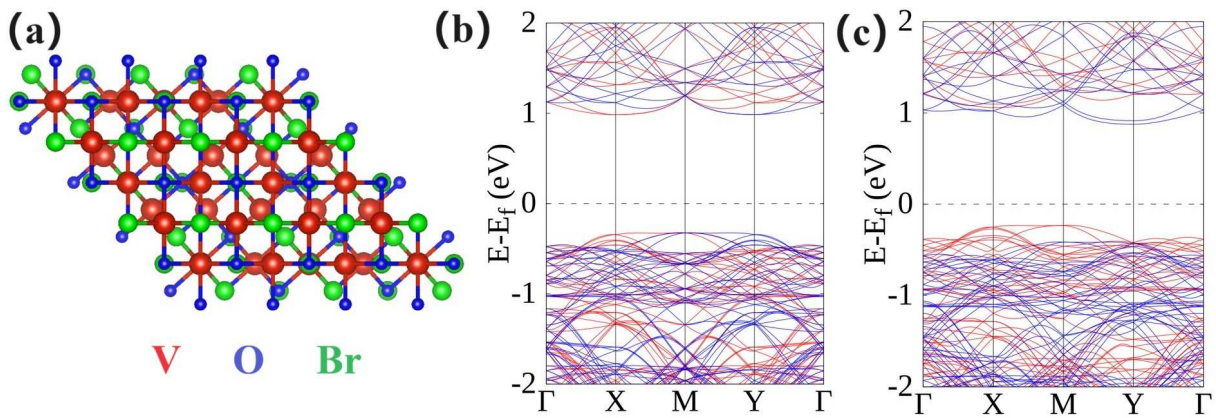 (a)
V O Br
(b)
E-E_f (eV)
2
1
0
-1
-2
Γ X M Y Γ
(c)
E-E_f (eV)
2
1
0
-1
-2
Γ X M Y Γ